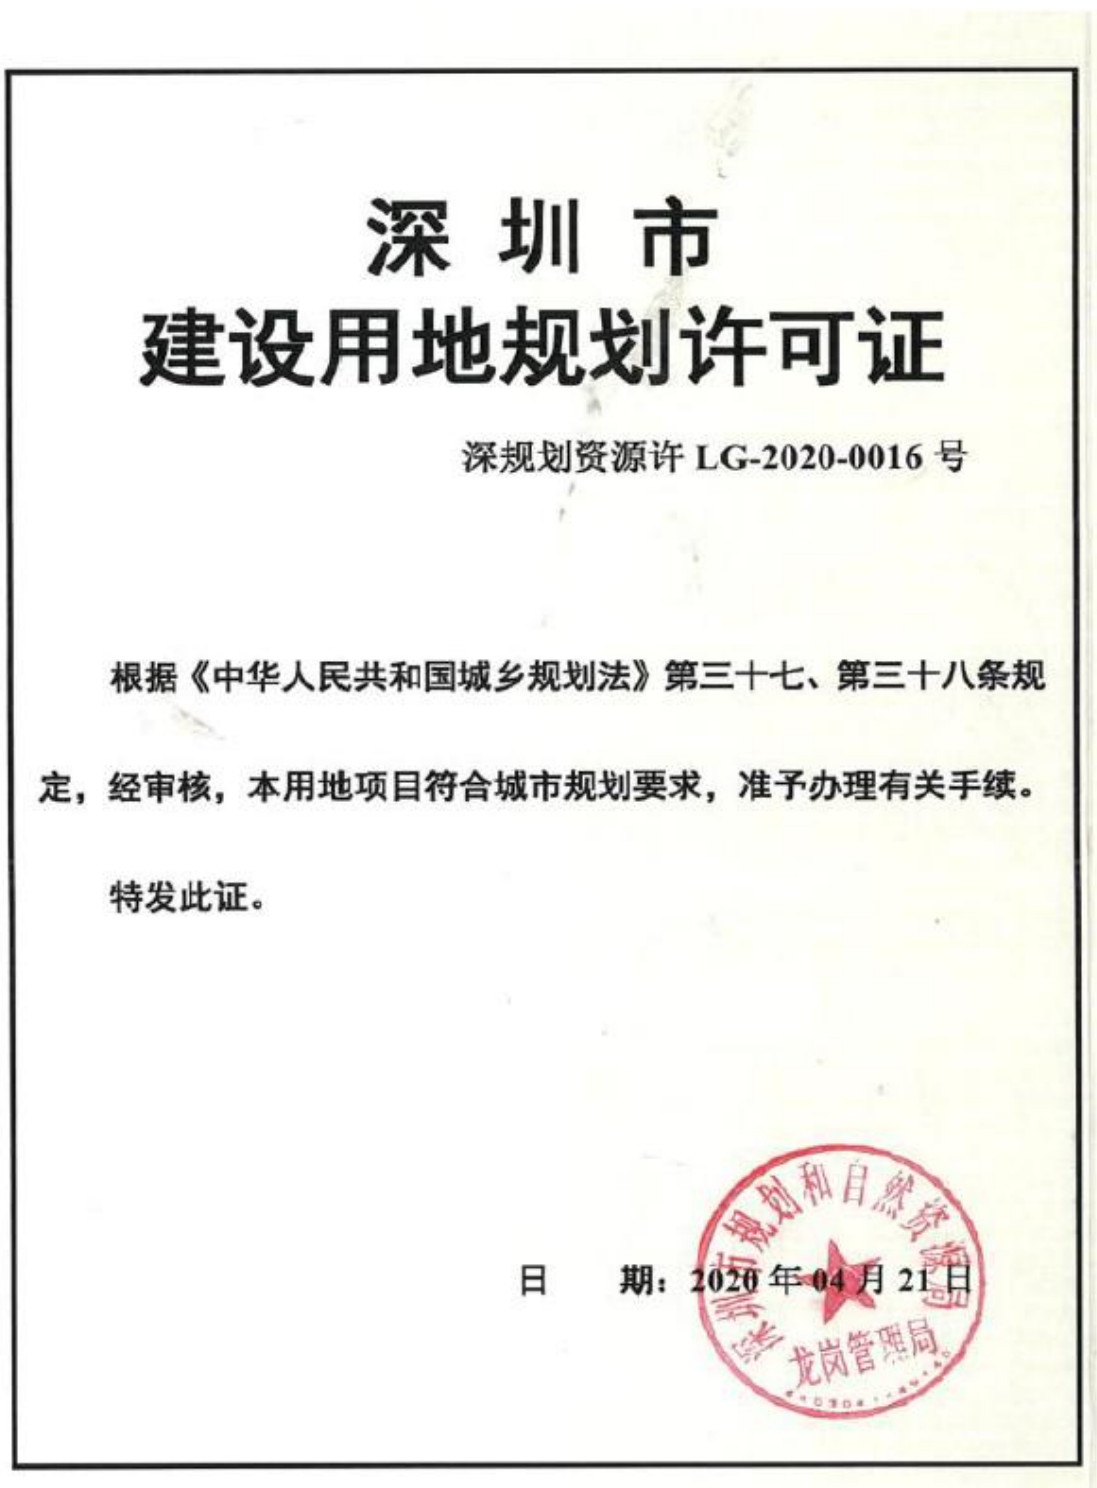 深圳市
建设用地规划许可证
深规划资源许 LG-2020-0016 号
根据《中华人民共和国城乡规划法》第三十七、第三十八条规
定，经审核，本用地项目符合城市规划要求，准予办理有关手续。
特发此证。
日 期：2020 年 04 月 21 日
深圳市规划和自然资源局
龙岗管理局